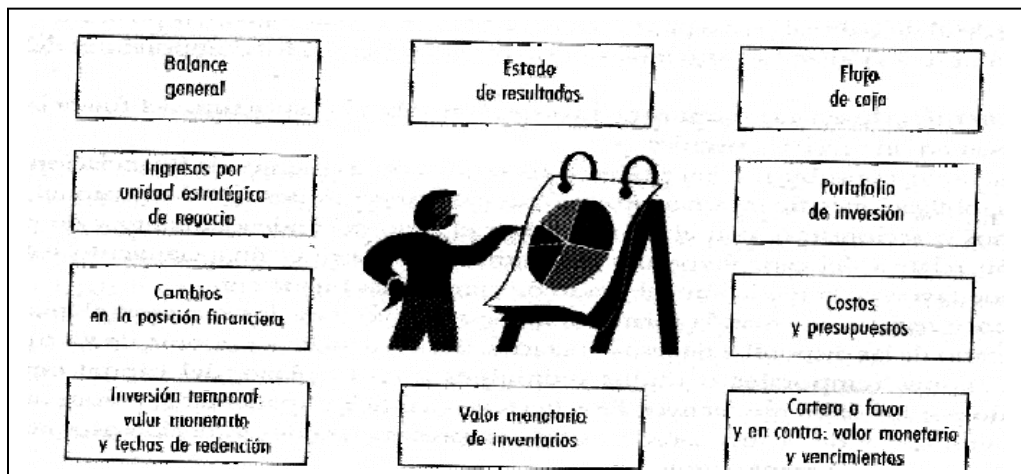 Balance
general
Estado
de resultados
Flujo
de caja
Ingresos por
unidad estratégica
de negocio
Portafolio
de inversión
Cambios
en la posición financiera
Costos
y presupuestos
Inversión temporal:
valor monetario
y fechas de redención
Valor monetario
de inventarios
Cartera a favor
y en contra: valor monetario
y vencimientos